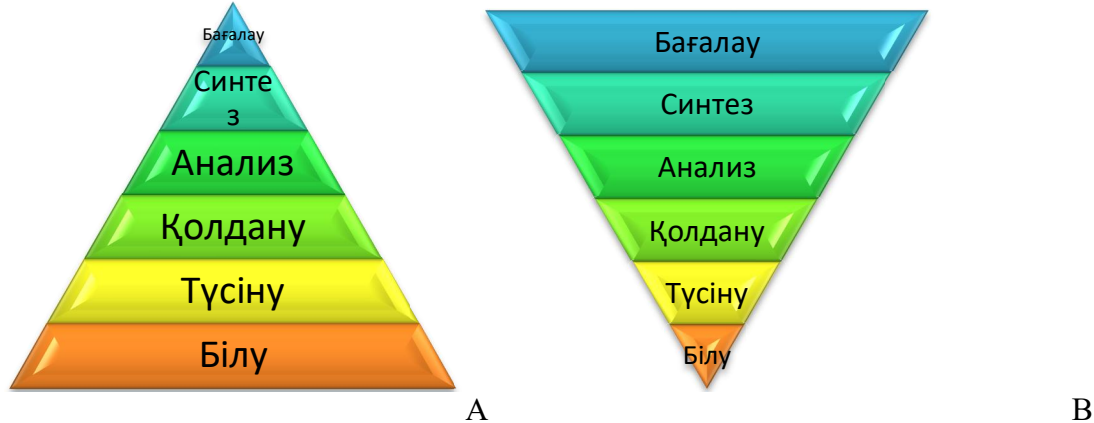 Бағалау
Синте
з
Анализ
Қолдану
Түсіну
Білу
А
Бағалау
Синтез
Анализ
Қолдану
Түсіну
Білу
В